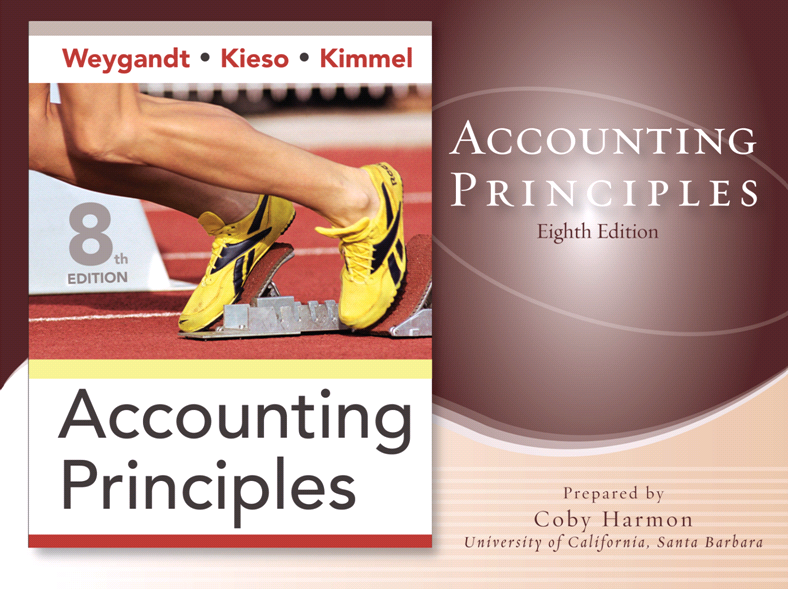 Weygandt • Kieso • Kimmel
8th
EDITION
Reebok
Accounting
Principles
ACCOUNTING
PRINCIPLES
Eighth Edition
Prepared by
Coby Harmon
University of California, Santa Barbara